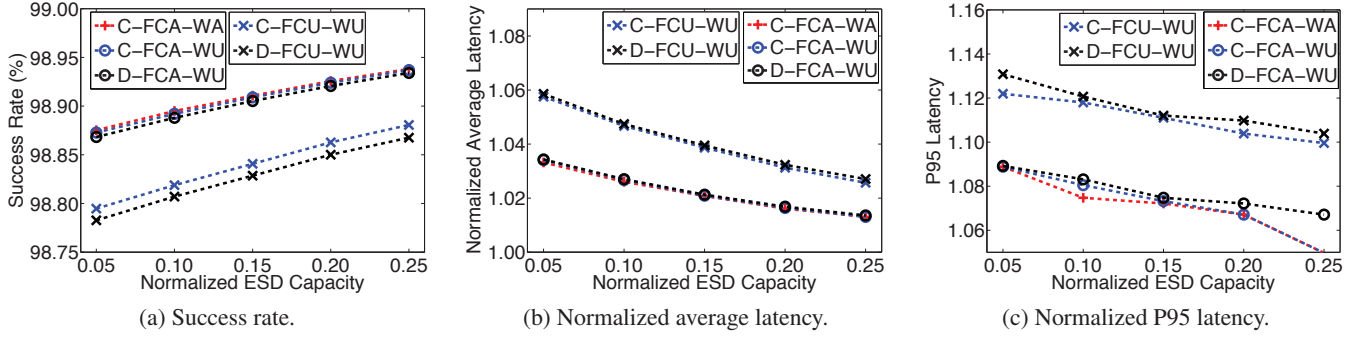 99.00
98.95
98.90
98.85
98.80
98.75
Success Rate (%)
C–FCA–WA
C–FCA–WU
D–FCA–WU
C–FCU–WU
D–FCU–WU
0.05 0.10 0.15 0.20 0.25
Normalized ESD Capacity
(a) Success rate.
1.08
1.06
1.04
1.02
1.00
Normalized Average Latency
C–FCU–WU
D–FCU–WU
C–FCA–WA
C–FCA–WU
D–FCA–WU
0.05 0.10 0.15 0.20 0.25
Normalized ESD Capacity
(b) Normalized average latency.
1.16
1.14
1.12
1.10
1.08
1.06
P95 Latency
C–FCU–WU
D–FCU–WU
C–FCA–WA
C–FCA–WU
D–FCA–WU
0.05 0.10 0.15 0.20 0.25
Normalized ESD Capacity
(c) Normalized P95 latency.